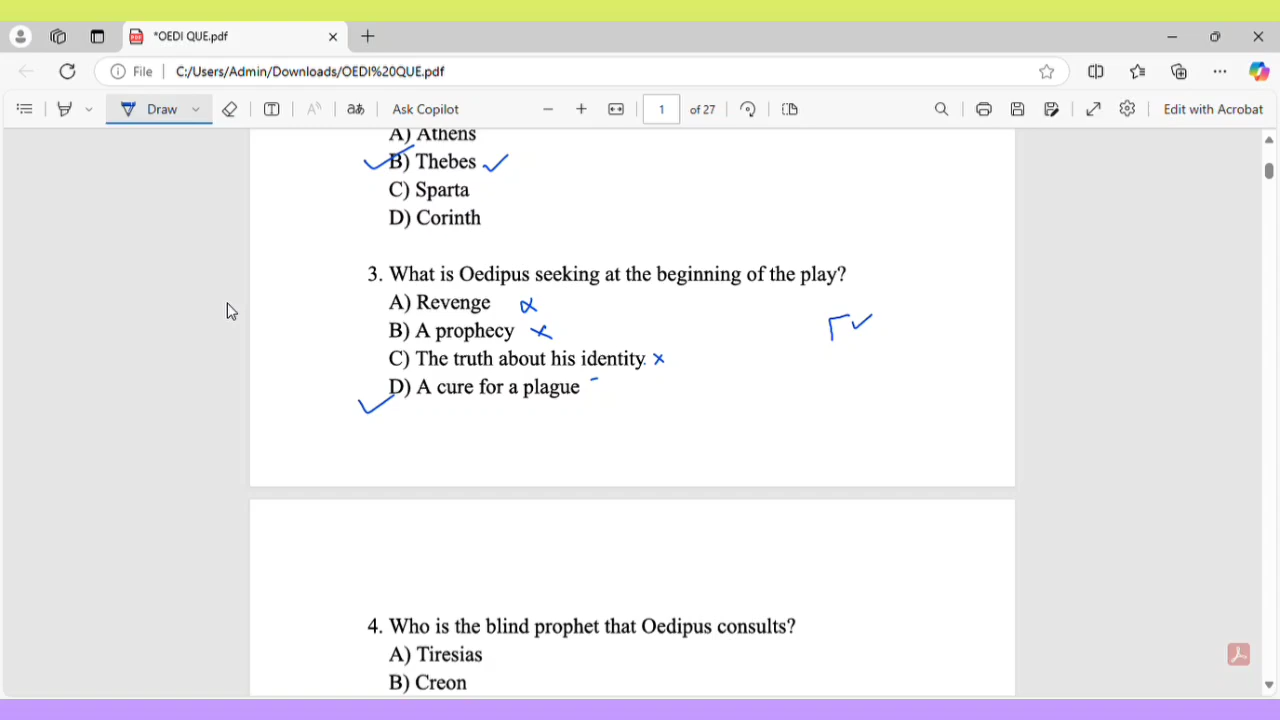 *OEDI QUE.pdf
File
C:/Users/Admin/Downloads/OEDI%20QUE.pdf
Draw
aあ
Ask Copilot
1
of 27
Edit with Acrobat
A) Athens
B) Thebes
C) Sparta
D) Corinth
3. What is Oedipus seeking at the beginning of the play?
A) Revenge
B) A prophecy
C) The truth about his identity
D) A cure for a plague
4. Who is the blind prophet that Oedipus consults?
A) Tiresias
B) Creon